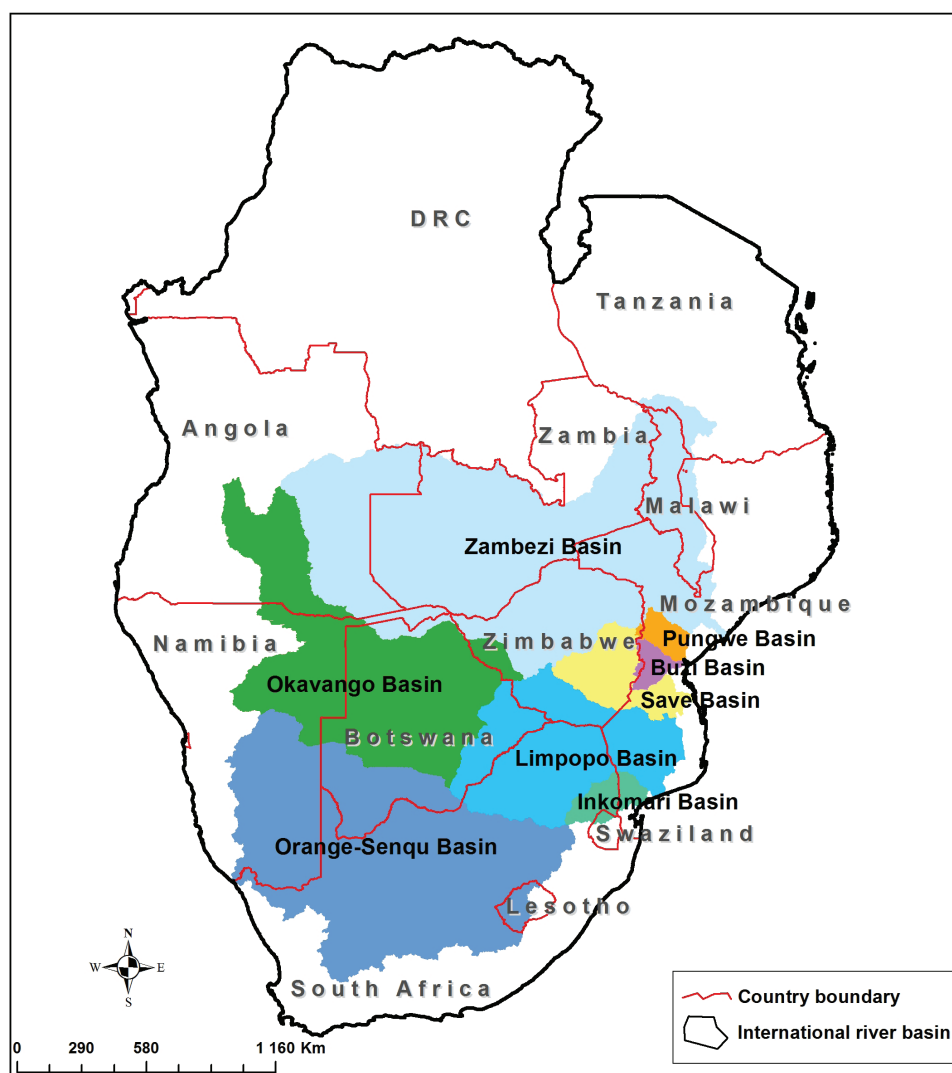 DRC
Tanzania
Angola
Zambia
Malawi
Zambezi Basin
Mozambique
Namibia
Zimbabwe
Pungwe Basin
Buzi Basin
Okavango Basin
Save Basin
Botswana
Limpopo Basin
Inkomari Basin
Swaziland
Orange-Senqu Basin
Lesotho
South Africa
N
W E
S
Country boundary
International river basin
0 290 580 1 160 Km